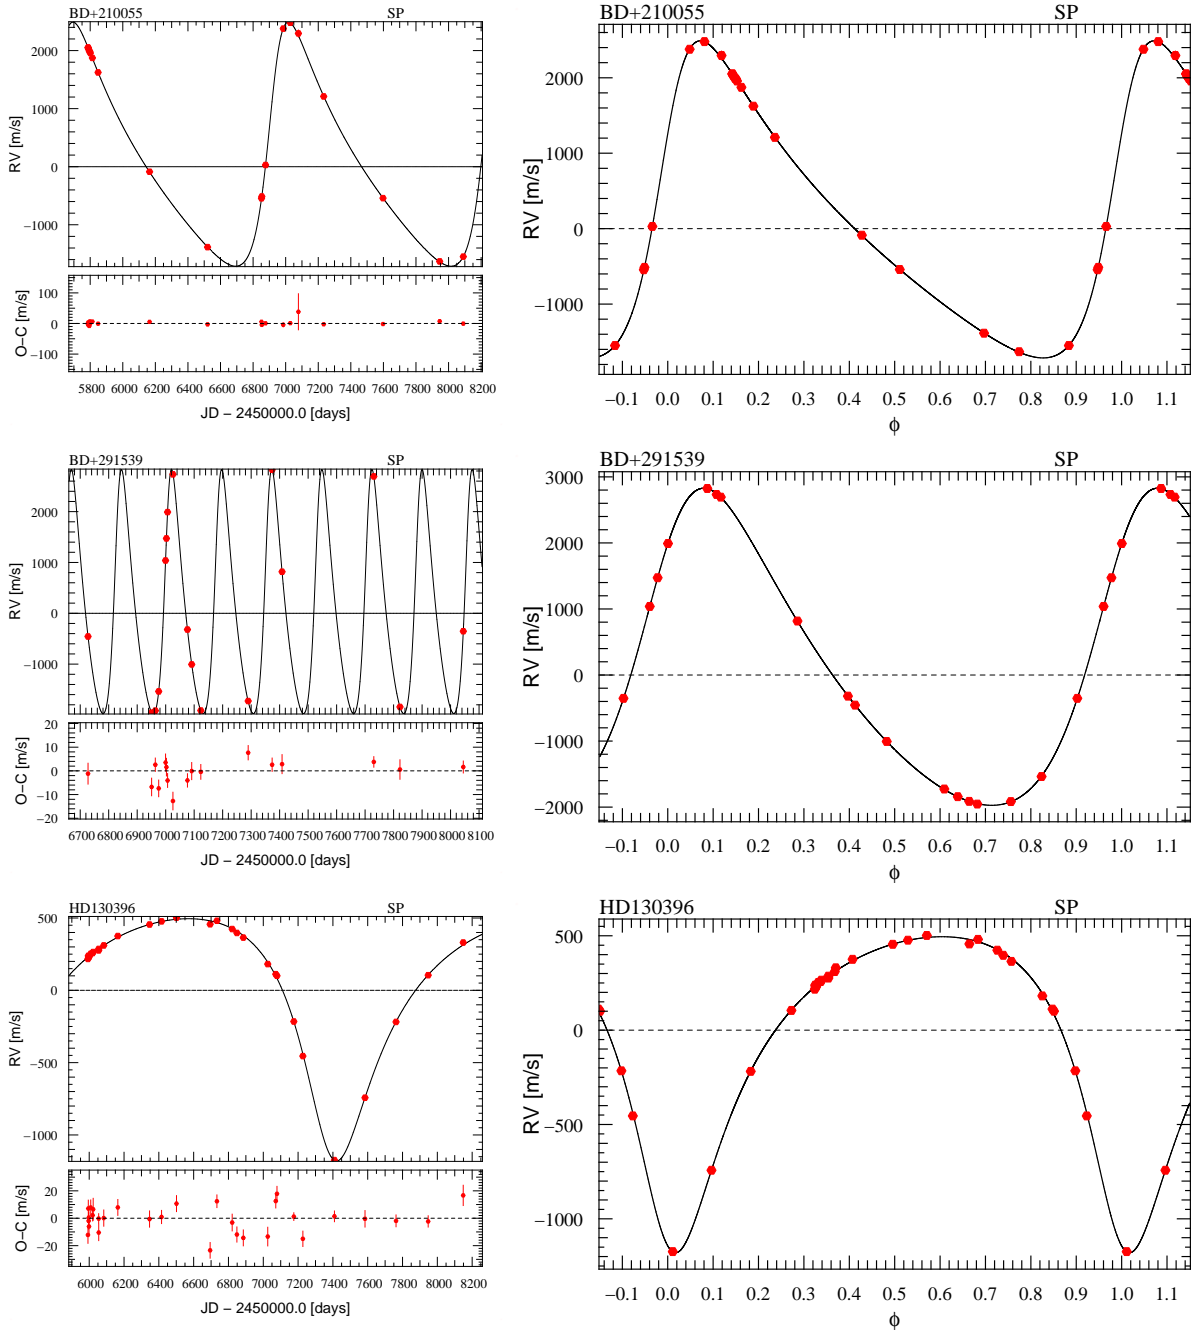 BD+210055 SP
2000
1000
0
−1000
RV [m/s]
100
0
−100
O−C [m/s]
5800 6000 6200 6400 6600 6800 7000 7200 7400 7600 7800 8000 8200
JD − 2450000.0 [days]
BD+210055 SP
2000
1000
0
−1000
RV [m/s]
−0.1 0.0 0.1 0.2 0.3 0.4 0.5 0.6 0.7 0.8 0.9 1.0 1.1
ϕ
BD+291539 SP
2000
1000
0
−1000
RV [m/s]
20
10
0
−10
−20
O−C [m/s]
6700 6800 6900 7000 7100 7200 7300 7400 7500 7600 7700 7800 7900 8000 8100
JD − 2450000.0 [days]
BD+291539 SP
3000
2000
1000
0
−1000
−2000
RV [m/s]
−0.1 0.0 0.1 0.2 0.3 0.4 0.5 0.6 0.7 0.8 0.9 1.0 1.1
ϕ
HD130396 SP
500
0
−500
−1000
RV [m/s]
20
0
−20
O−C [m/s]
6000 6200 6400 6600 6800 7000 7200 7400 7600 7800 8000 8200
JD − 2450000.0 [days]
HD130396 SP
500
0
−500
−1000
RV [m/s]
−0.1 0.0 0.1 0.2 0.3 0.4 0.5 0.6 0.7 0.8 0.9 1.0 1.1
ϕ